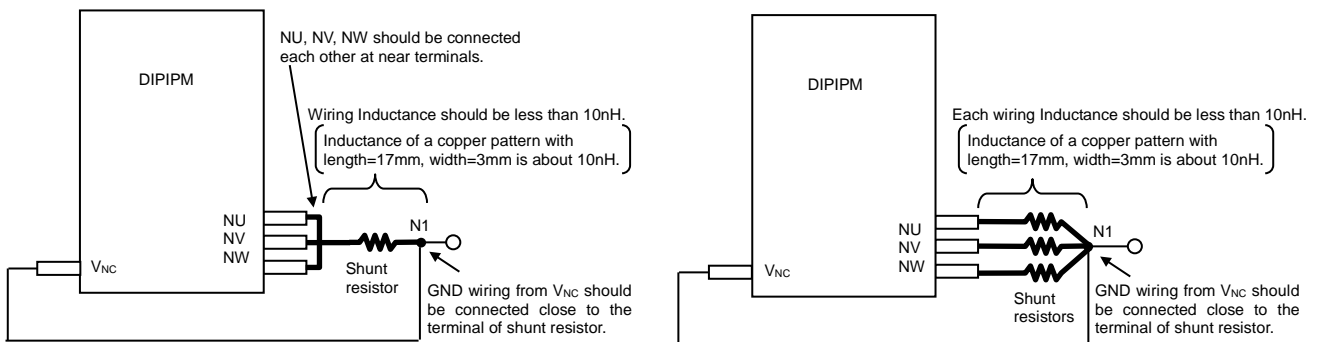 NU, NV, NW should be connected
each other at near terminals.
DIPIPM
Wiring Inductance should be less than 10nH.
Inductance of a copper pattern with
length=17mm, width=3mm is about 10nH.
NU
NV
NW
N1
VNC
Shunt
resistor
GND wiring from VNC should
be connected close to the
terminal of shunt resistor.
DIPIPM
Each wiring Inductance should be less than 10nH.
Inductance of a copper pattern with
length=17mm, width=3mm is about 10nH.
NU
NV
NW
N1
VNC
Shunt
resistors
GND wiring from VNC should
be connected close to the
terminal of shunt resistor.